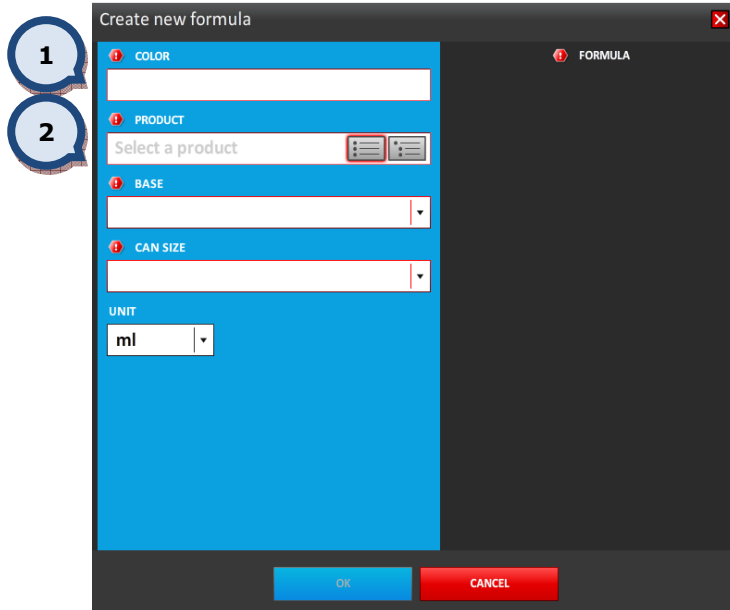 Create new formula
1
COLOR
FORMULA
2
PRODUCT
Select a product
BASE
CAN SIZE
UNIT
ml
OK
CANCEL